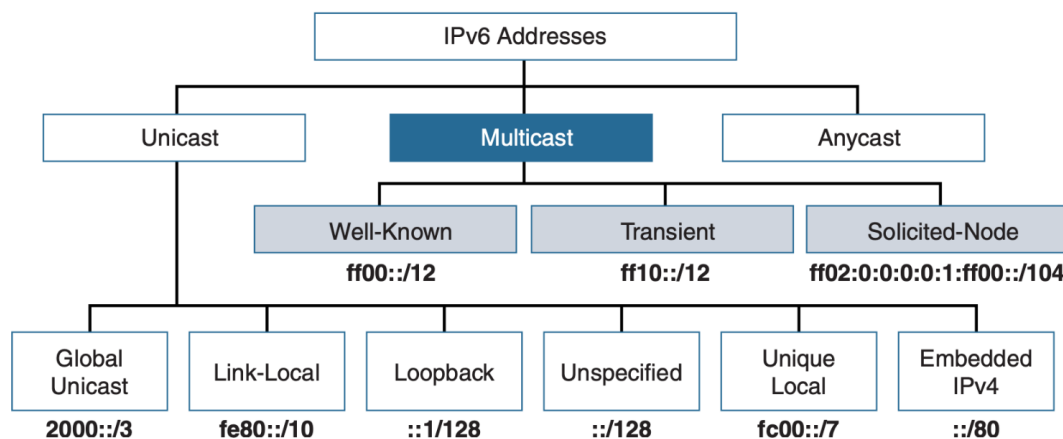 IPv6 Addresses
Unicast
Multicast
Anycast
Well-Known
Transient
Solicited-Node
ff00::/12
ff10::/12
ff02:0:0:0:0:1:ff00::/104
Global
Unicast
Link-Local
Loopback
Unspecified
Unique
Local
Embedded
IPv4
2000::/3
fe80::/10
::1/128
::/128
fc00::/7
::/80